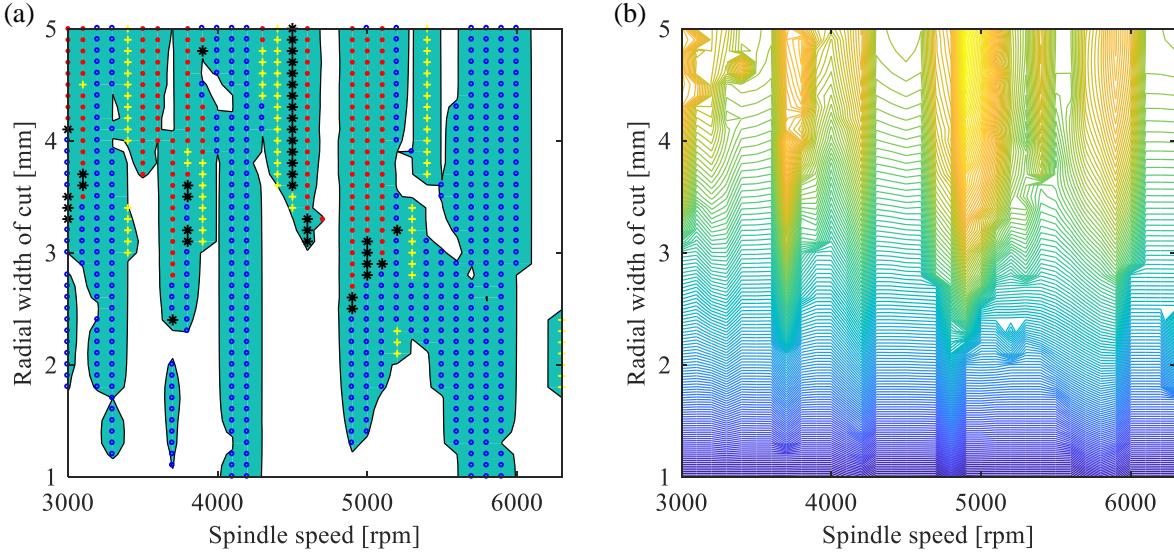 (a)
5
4
3
2
1
Radial width of cut [mm]
3000 4000 5000 6000
Spindle speed [rpm]
(b)
5
4
3
2
1
Radial width of cut [mm]
3000 4000 5000 6000
Spindle speed [rpm]